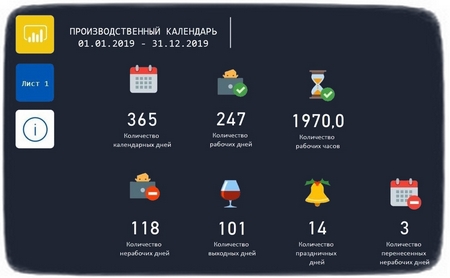 ПРОИЗВОДСТВЕННЫЙ КАЛЕНДАРЬ
01.01.2019 - 31.12.2019
Лист 1
365
Количество
календарных дней
247
Количество
рабочих дней
1970,0
Количество
рабочих часов
118
Количество
нерабочих дней
101
Количество
выходных дней
14
Количество
праздничных
дней
3
Количество
перенесенных
нерабочих дней